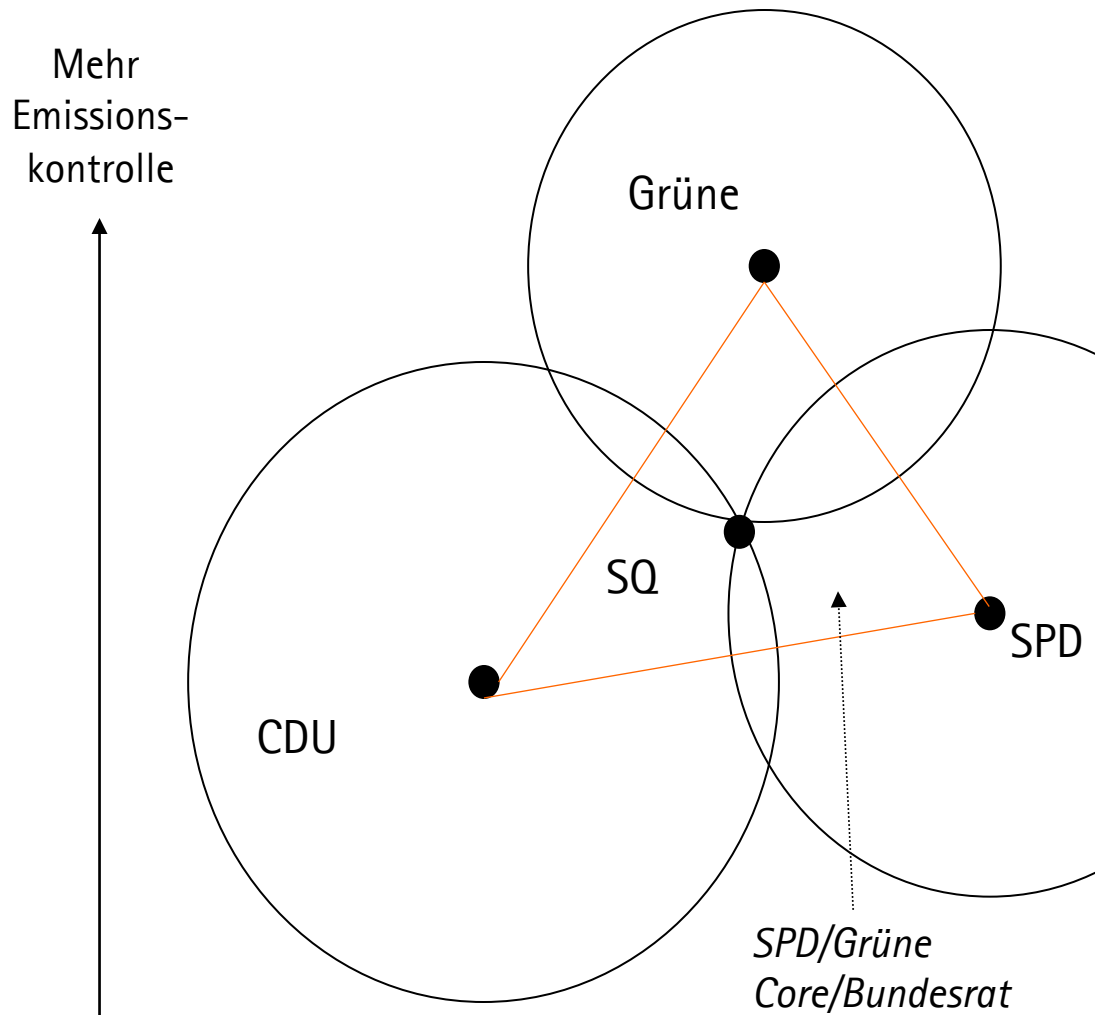 Mehr
Emissions-
kontrolle
Grüne
SQ
SPD
CDU
SPD/Grüne
Core/Bundesrat